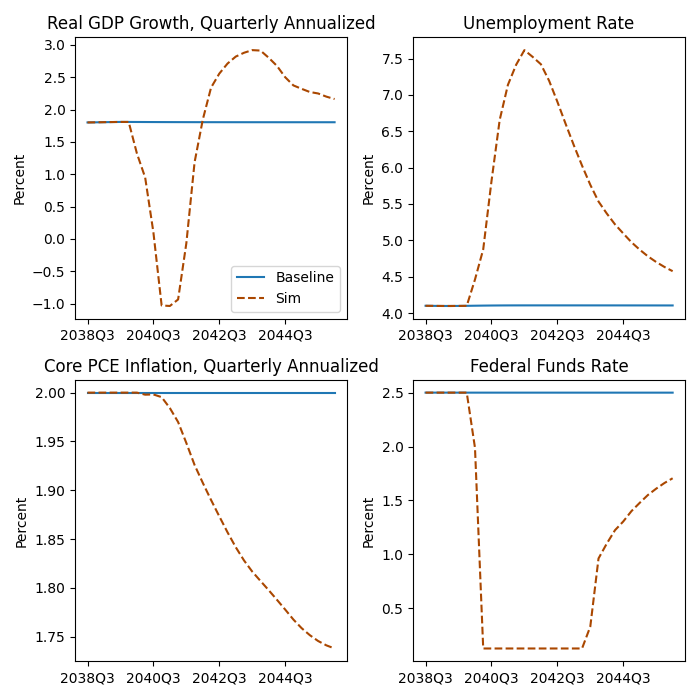 Real GDP Growth, Quarterly Annualized
Percent
3.0
2.5
2.0
1.5
1.0
0.5
0.0
−0.5
−1.0
Baseline
Sim
2038Q3 2040Q3 2042Q3 2044Q3
Unemployment Rate
Percent
7.5
7.0
6.5
6.0
5.5
5.0
4.5
4.0
2038Q3 2040Q3 2042Q3 2044Q3
Core PCE Inflation, Quarterly Annualized
Percent
2.00
1.95
1.90
1.85
1.80
1.75
2038Q3 2040Q3 2042Q3 2044Q3
Federal Funds Rate
Percent
2.5
2.0
1.5
1.0
0.5
2038Q3 2040Q3 2042Q3 2044Q3